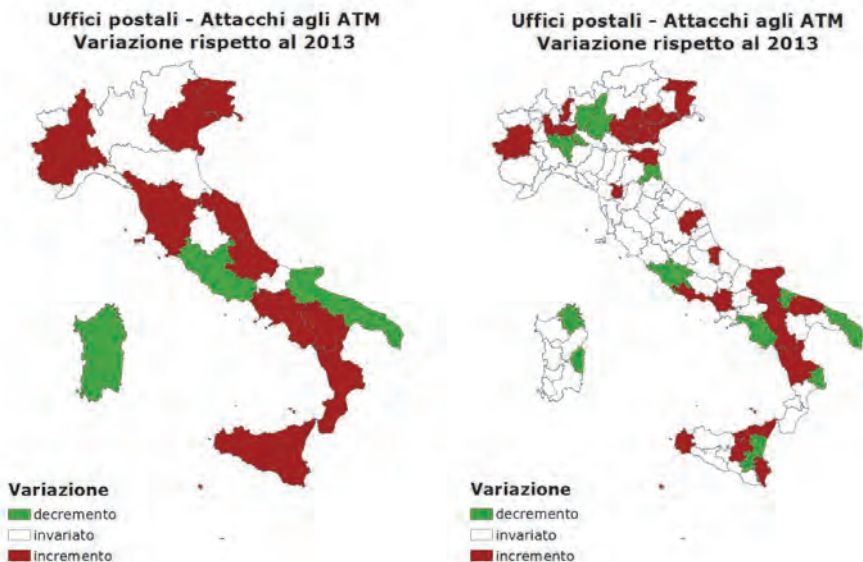 Uffici postali - Attacchi agli ATM
Variazione rispetto al 2013
Variazione
decremento
invariato
incremento
Uffici postali - Attacchi agli ATM
Variazione rispetto al 2013
Variazione
decremento
invariato
incremento